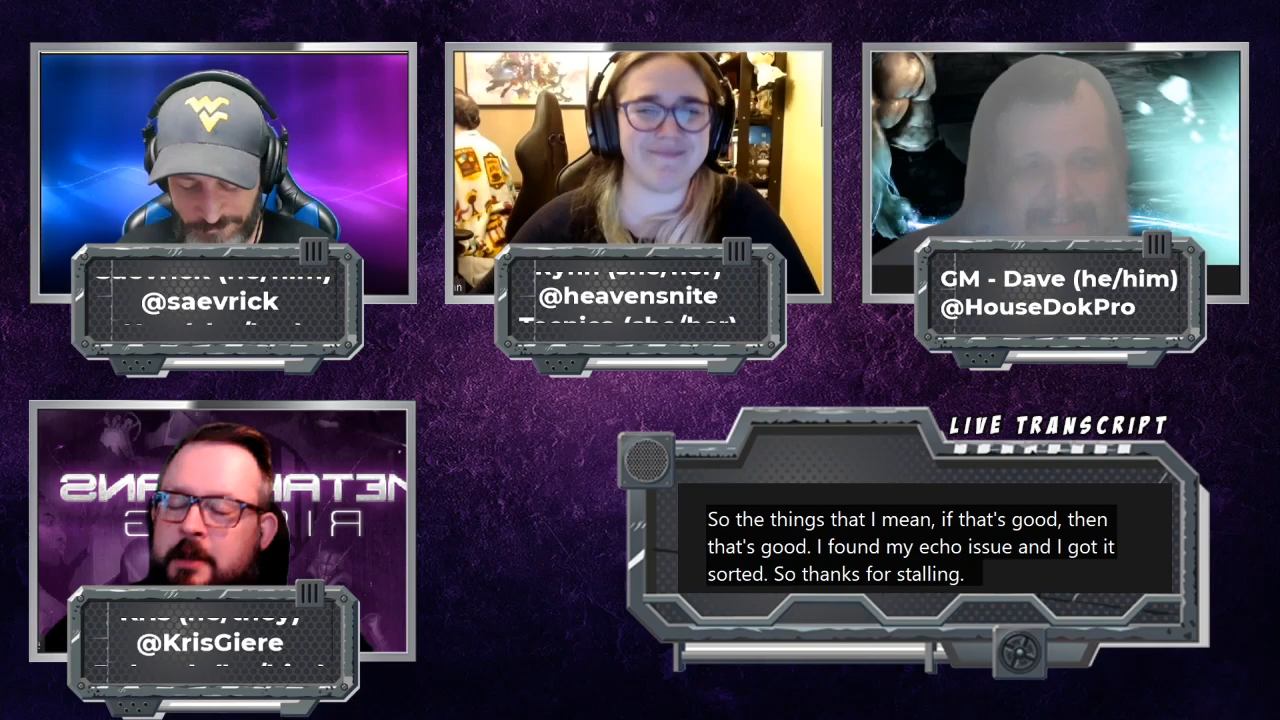 WV
@saevrick
@heavensnite
GM - Dave (he/him)
@HouseDokPro
@KrisGiere
LIVE TRANSCRIPT
So the things that I mean, if that's good, then
that's good. I found my echo issue and I got it
sorted. So thanks for stalling.